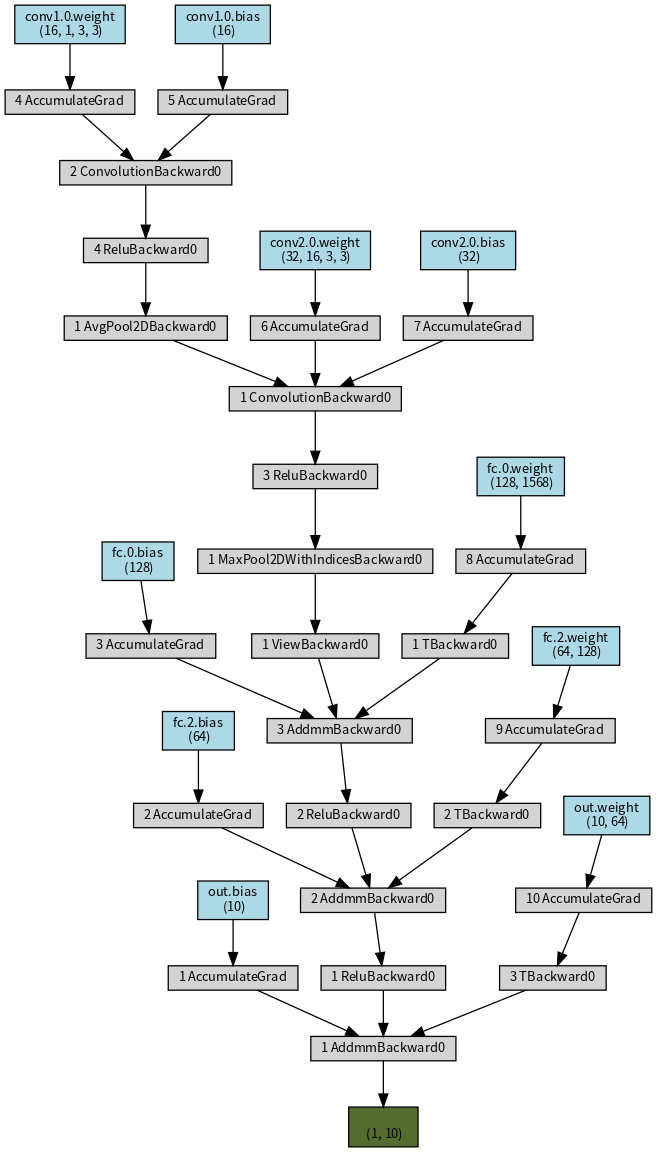 conv1.0.weight
(16, 1, 3, 3)
conv1.0.bias
(16)
4 AccumulateGrad
5 AccumulateGrad
2 ConvolutionBackward0
4 ReluBackward0
conv2.0.weight
(32, 16, 3, 3)
conv2.0.bias
(32)
1 AvgPool2DBackward0
6 AccumulateGrad
7 AccumulateGrad
1 ConvolutionBackward0
3 ReluBackward0
fc.0.weight
(128, 1568)
fc.0.bias
(128)
1 MaxPool2DWithIndicesBackward0
8 AccumulateGrad
3 AccumulateGrad
1 ViewBackward0
1 TBackward0
fc.2.weight
(64, 128)
fc.2.bias
(64)
3 AddmmBackward0
9 AccumulateGrad
2 AccumulateGrad
2 ReluBackward0
2 TBackward0
out.weight
(10, 64)
out.bias
(10)
2 AddmmBackward0
10 AccumulateGrad
1 AccumulateGrad
1 ReluBackward0
3 TBackward0
1 AddmmBackward0
(1, 10)